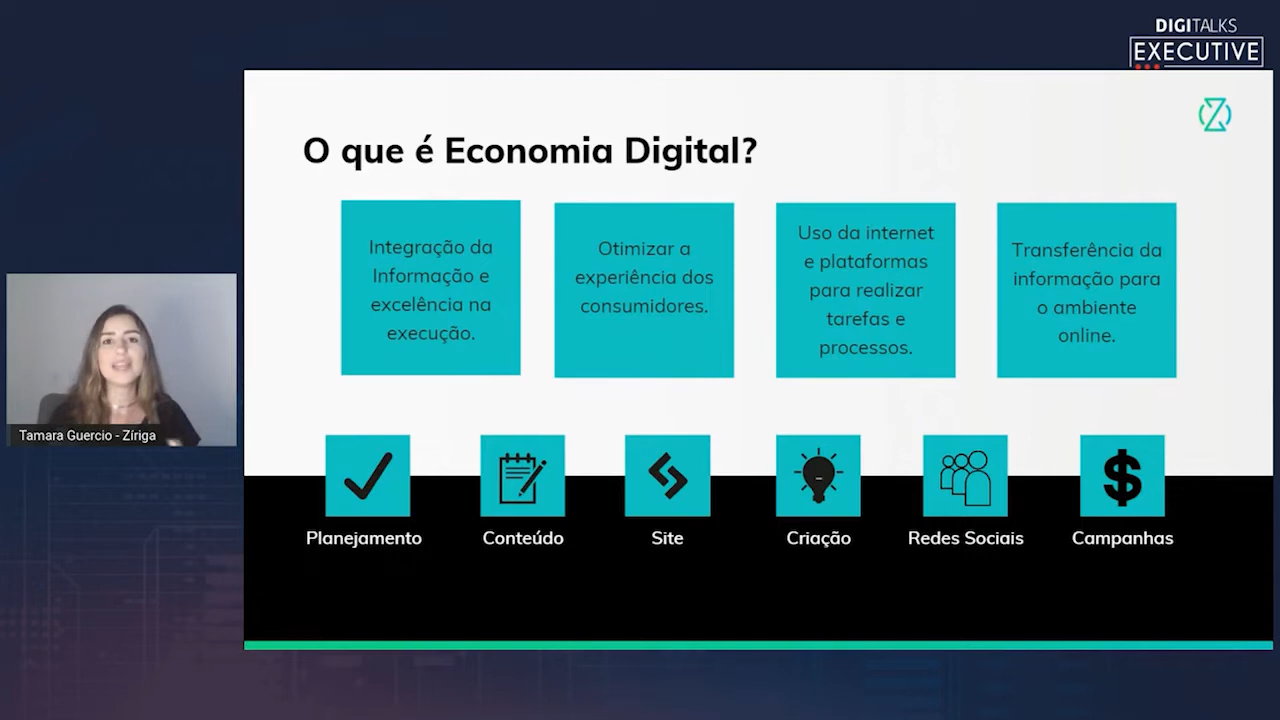 DIGITALKS
EXECUTIVE
O que é Economia Digital?
Integração da
Informação e
excelência na
execução.
Otimizar a
experiência dos
consumidores.
Uso da internet
e plataformas
para realizar
tarefas e
processos.
Transferência da
informação para
o ambiente
online.
Tamara Guercio - Zíriga
Planejamento
Conteúdo
Site
Criação
Redes Sociais
Campanhas